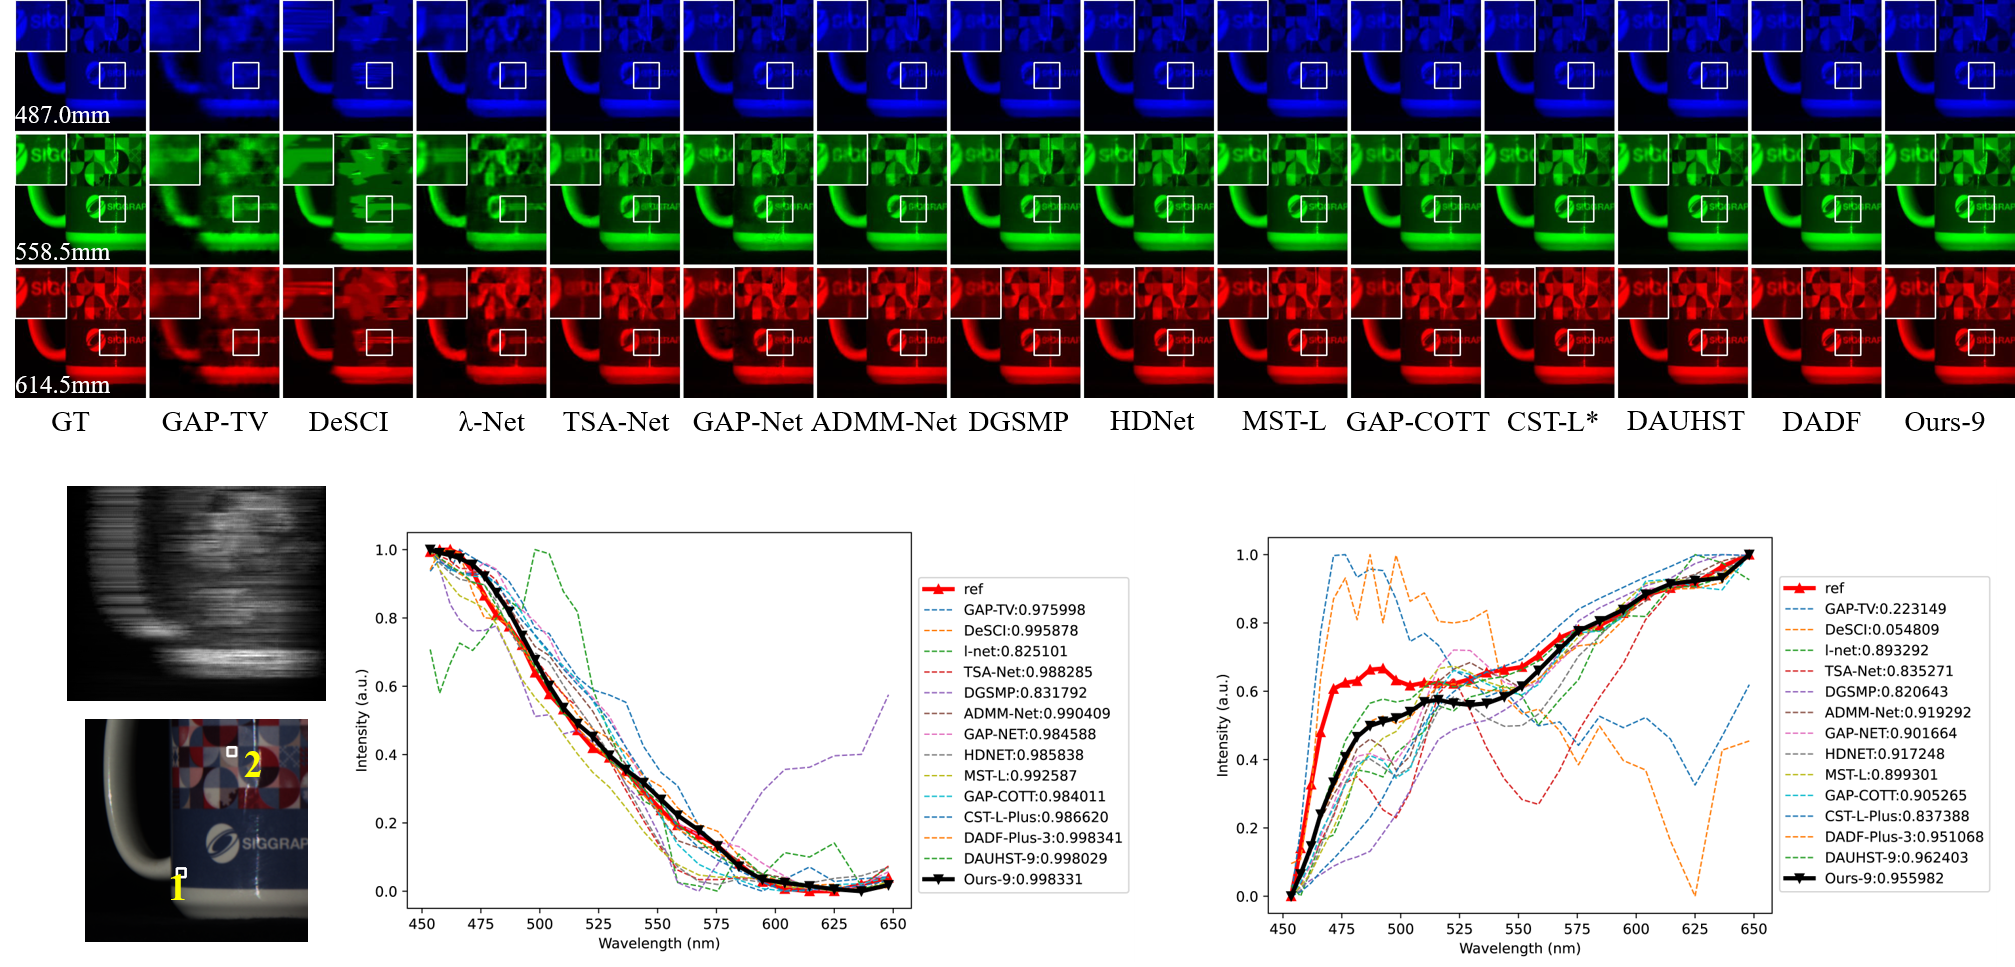 487.0mm
558.5mm
614.5mm
GT GAP-TV DeSCI λ-Net TSA-Net GAP-Net ADMM-Net DGSMP HDNet MST-L GAP-COTT CST-L* DAUHST DADF Ours-9
2
SIGGRAP
1
1.0
0.8
0.6
0.4
0.2
0.0
Intensity (a.u.)
450 475 500 525 550 575 600 625 650
Wavelength (nm)
ref
GAP-TV:0.975998
DeSCI:0.995878
l-net:0.825101
TSA-Net:0.988285
DGSMP:0.831792
ADMM-Net:0.990409
GAP-NET:0.984588
HDNET:0.985838
MST-L:0.992587
GAP-COTT:0.984011
CST-L-Plus:0.986620
DADF-Plus-3:0.998341
DAUHST-9:0.998029
Ours-9:0.998331
1.0
0.8
0.6
0.4
0.2
0.0
Intensity (a.u.)
450 475 500 525 550 575 600 625 650
Wavelength (nm)
ref
GAP-TV:0.223149
DeSCI:0.054809
l-net:0.893292
TSA-Net:0.835271
DGSMP:0.820643
ADMM-Net:0.919292
GAP-NET:0.901664
HDNET:0.917248
MST-L:0.899301
GAP-COTT:0.905265
CST-L-Plus:0.837388
DADF-Plus-3:0.951068
DAUHST-9:0.962403
Ours-9:0.955982